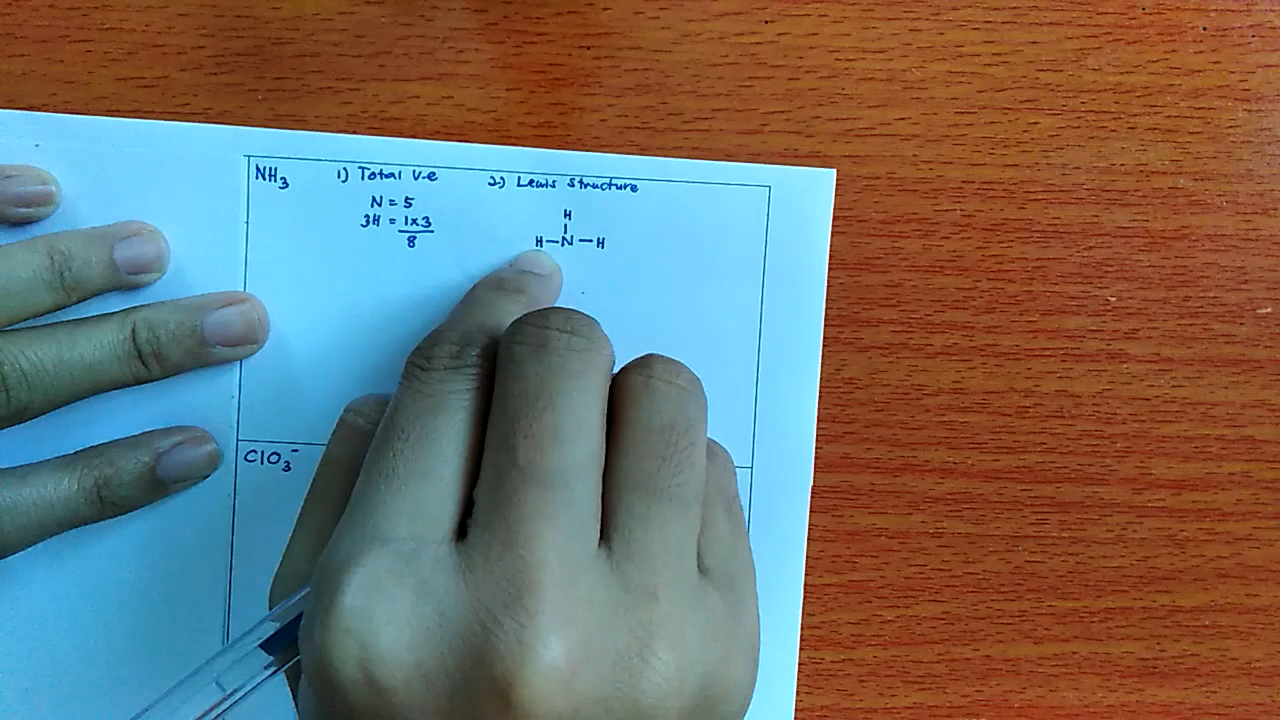 NH3 1) Total v.e 2.) Lewis Structure
N = 5
3H = 1x3
8
H
H—N—H
ClO3⁻